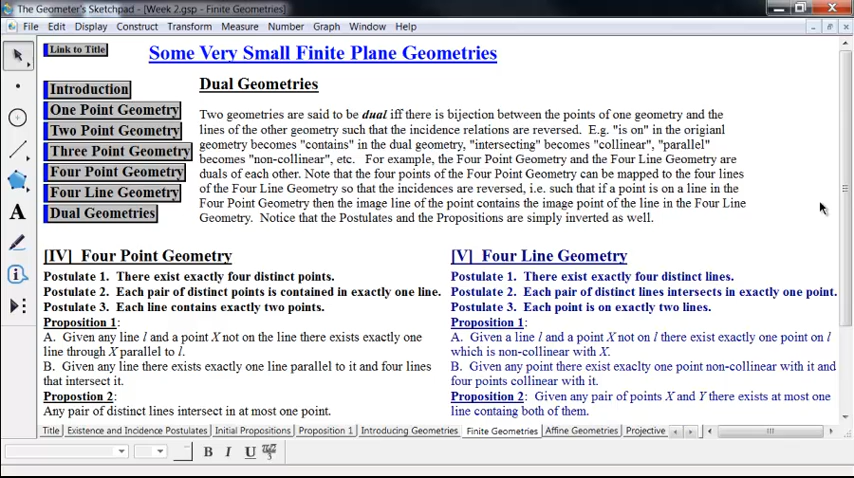 The Geometer's Sketchpad - [Week 2.gsp - Finite Geometries]
File Edit Display Construct Transform Measure Number Graph Window Help
Link to Title
Some Very Small Finite Plane Geometries
Introduction
One Point Geometry
Two Point Geometry
Three Point Geometry
Four Point Geometry
Four Line Geometry
Dual Geometries
Dual Geometries
Two geometries are said to be dual iff there is bijection between the points of one geometry and the
lines of the other geometry such that the incidence relations are reversed. E.g. "is on" in the origianl
geometry becomes "contains" in the dual geometry, "intersecting" becomes "collinear", "parallel"
becomes "non-collinear", etc. For example, the Four Point Geometry and the Four Line Geometry are
duals of each other. Note that the four points of the Four Point Geometry can be mapped to the four lines
of the Four Line Geometry so that the incidences are reversed, i.e. such that if a point is on a line in the
Four Point Geometry then the image line of the point contains the image point of the line in the Four Line
Geometry. Notice that the Postulates and the Propositions are simply inverted as well.
[IV] Four Point Geometry
Postulate 1. There exist exactly four distinct points.
Postulate 2. Each pair of distinct points is contained in exactly one line.
Postulate 3. Each line contains exactly two points.
Proposition 1:
A. Given any line l and a point X not on the line there exists exactly one
line through X parallel to l.
B. Given any line there exists exactly one line parallel to it and four lines
that intersect it.
Propostion 2:
Any pair of distinct lines intersect in at most one point.
[V] Four Line Geometry
Postulate 1. There exist exactly four distinct lines.
Postulate 2. Each pair of distinct lines intersects in exactly one point.
Postulate 3. Each point is on exactly two lines.
Proposition 1:
A. Given a line l and a point X not on l there exist exactly one point on l
which is non-collinear with X.
B. Given any point there exist exaclty one point non-collinear with it and
four points collinear with it.
Proposition 2: Given any pair of points X and Y there exists at most one
line containg both of them.
Title Existence and Incidence Postulates Initial Propositions Proposition 1 Introducing Geometries Finite Geometries Affine Geometries Projective
B I U